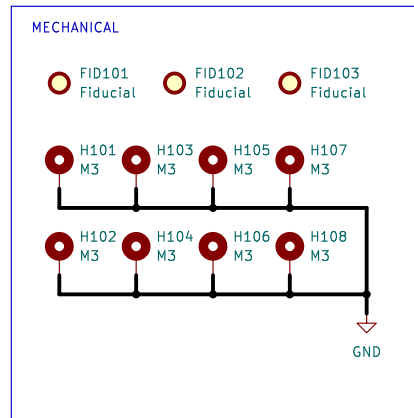 MECHANICAL
FID101
Fiducial
FID102
Fiducial
FID103
Fiducial
H101
M3
H103
M3
H105
M3
H107
M3
H102
M3
H104
M3
H106
M3
H108
M3
GND